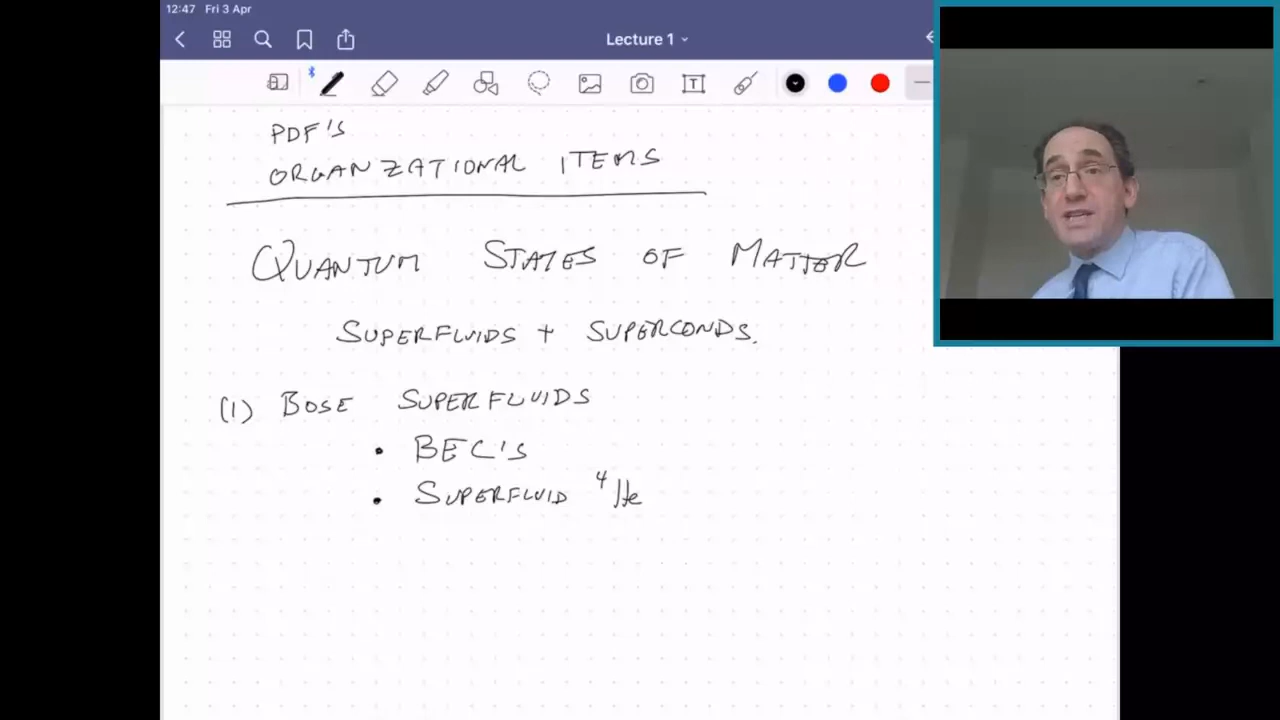 12:47 Fri 3 Apr
Lecture 1
T
PDF'S
ORGANZATIONAL ITEMS
QUANTUM STATES OF MATTER
SUPERFLUIDS + SUPERCONDS.
(1) BOSE SUPERFLUIDS
• BEC'S
• SUPERFLUID ⁴He